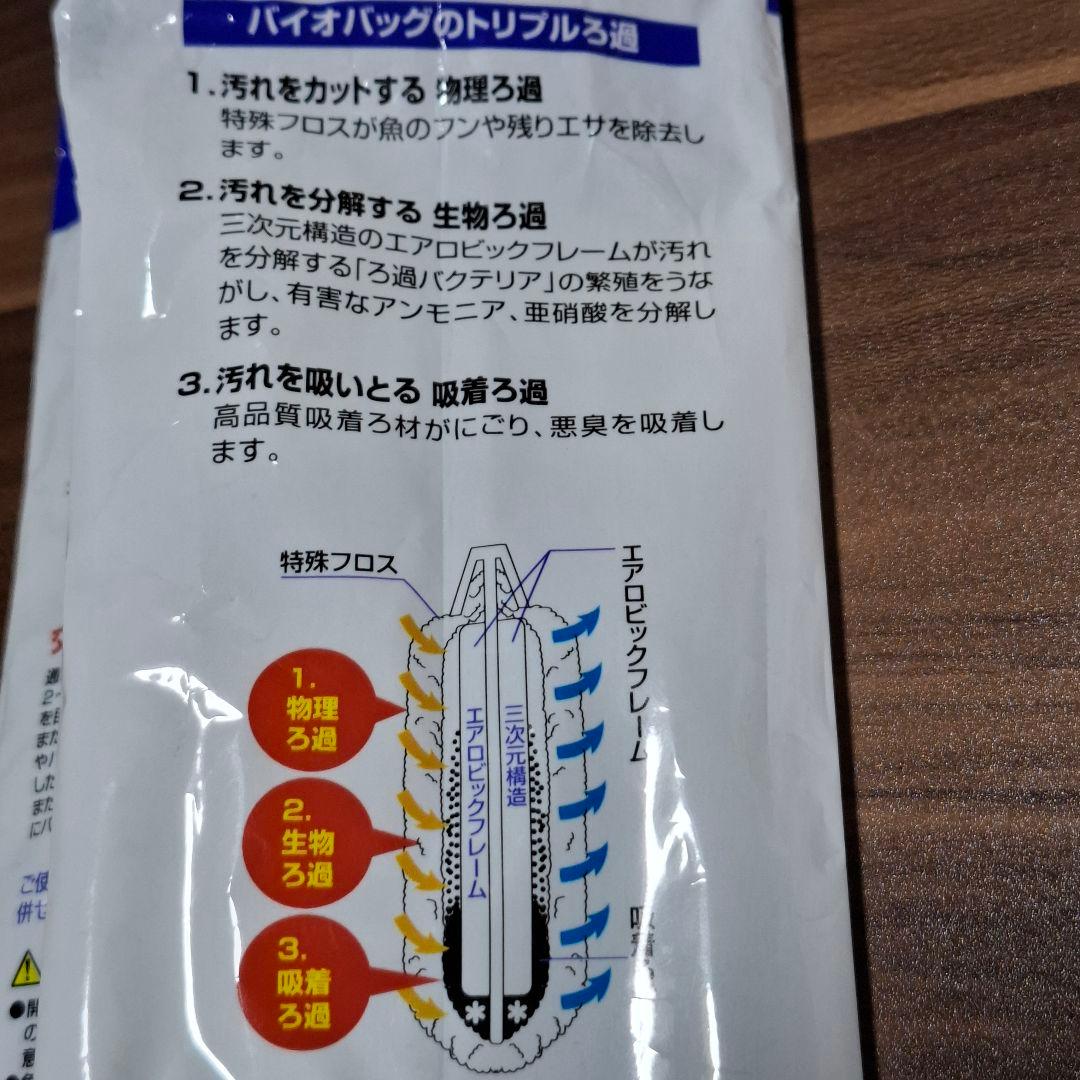 バイオバッグのトリプルろ過
1.汚れをカットする 物理ろ過
特殊フロスが魚のフンや残りエサを除去し
ます。
2.汚れを分解する 生物ろ過
三次元構造のエアロビックフレームが汚れ
を分解する「ろ過バクテリア」の繁殖をうな
がし、有害なアンモニア、亜硝酸を分解し
ます。
3.汚れを吸いとる 吸着ろ過
高品質吸着ろ材がにごり、悪臭を吸着し
ます。
特殊フロス
エアロビックフレーム
1.
物理
ろ過
三次元構造
エアロビックフレーム
2.
生物
ろ過
3.
吸着
ろ過
吸着
ご使
併せ